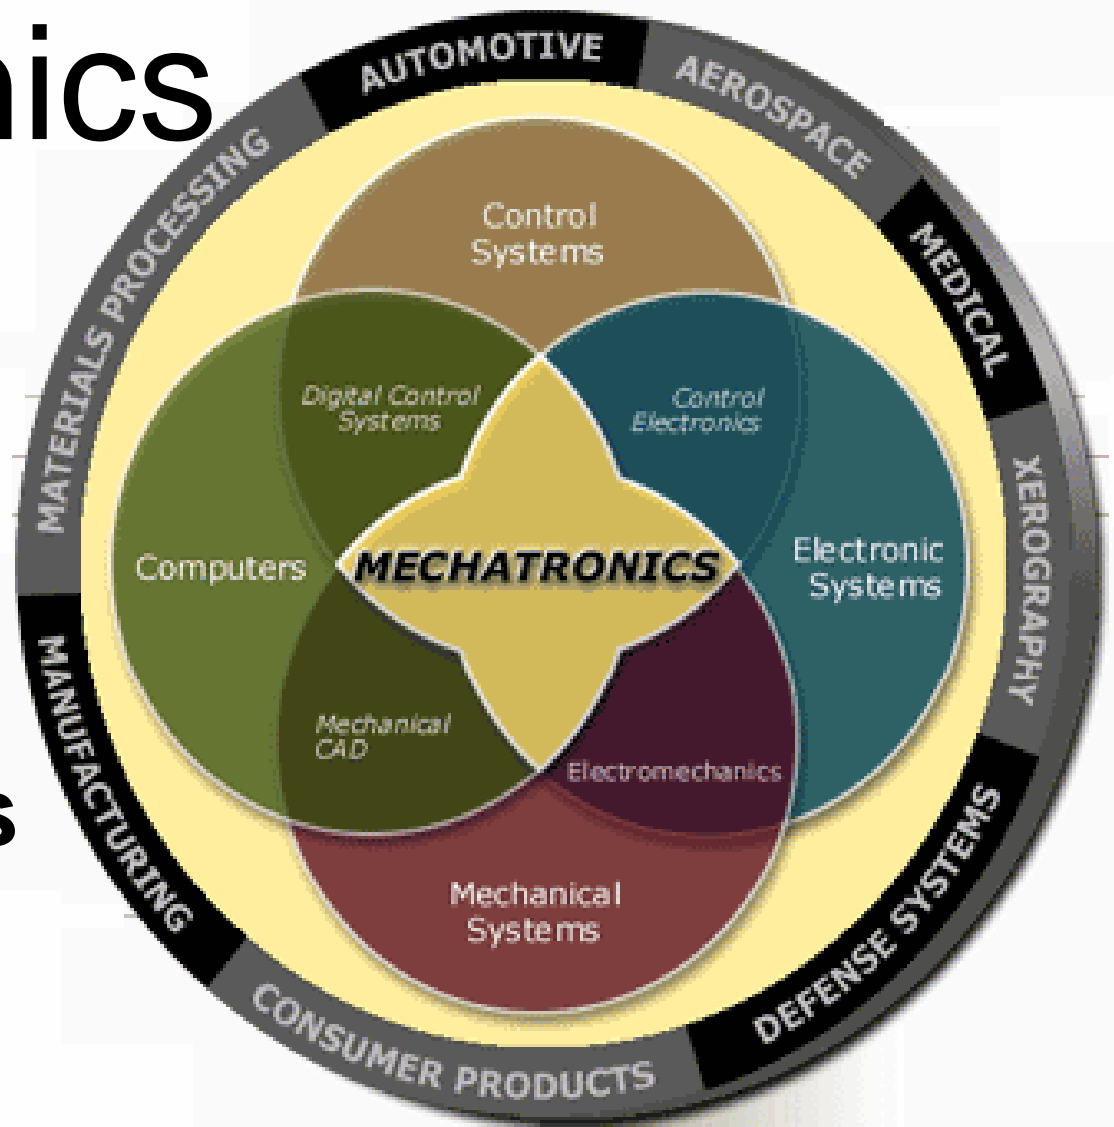 nics
AUTOMOTIVE
AEROSPACE
MEDICAL
XEROGRAPHY
DEFENSE SYSTEMS
CONSUMER PRODUCTS
MANUFACTURING
MATERIALS PROCESSING
Control
Systems
Digital Control
Systems
Control
Electronics
Computers
MECHATRONICS
Electronic
Systems
Mechanical
CAD
Electromechanics
Mechanical
Systems
s